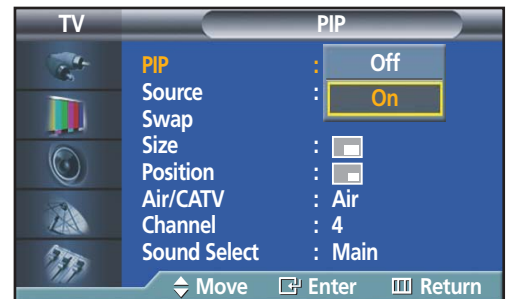 TV PIP
PIP : Off
Source : On
Swap
Size :
Position :
Air/CATV : Air
Channel : 4
Sound Select : Main
Move Enter Return